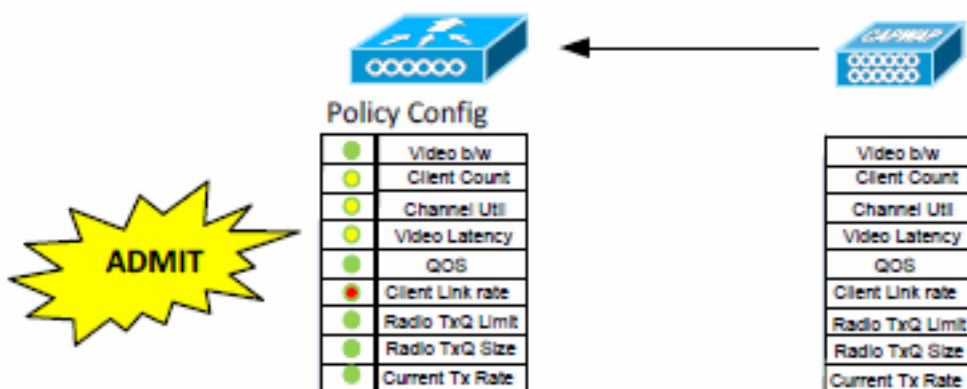 CAPWAP
Policy Config
Video b/w
Client Count
Channel Util
Video Latency
QOS
Client Link rate
Radio TxQ Limit
Radio TxQ Size
Current Tx Rate
ADMIT
Video b/w
Client Count
Channel Util
Video Latency
QOS
Client Link rate
Radio TxQ Limit
Radio TxQ Size
Current Tx Rate